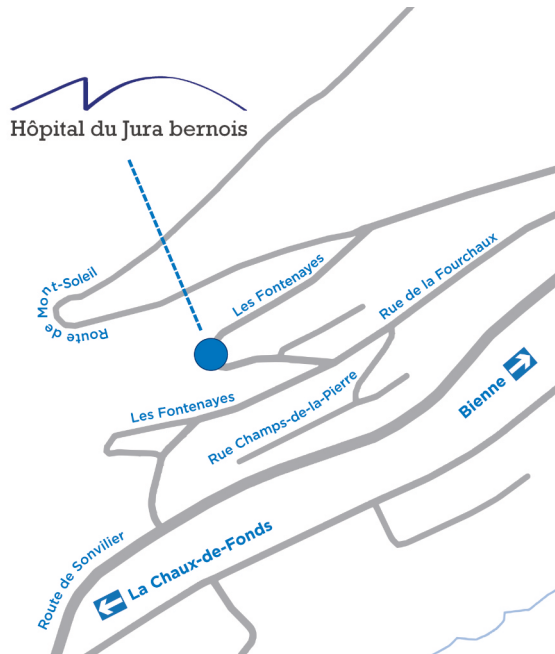 Hôpital du Jura bernois
Route de Mont-Soleil
Les Fontenayes
Rue de la Fourchaux
Les Fontenayes
Rue Champs-de-la-Pierre
Bienne
Route de Sonvilier
La Chaux-de-Fonds